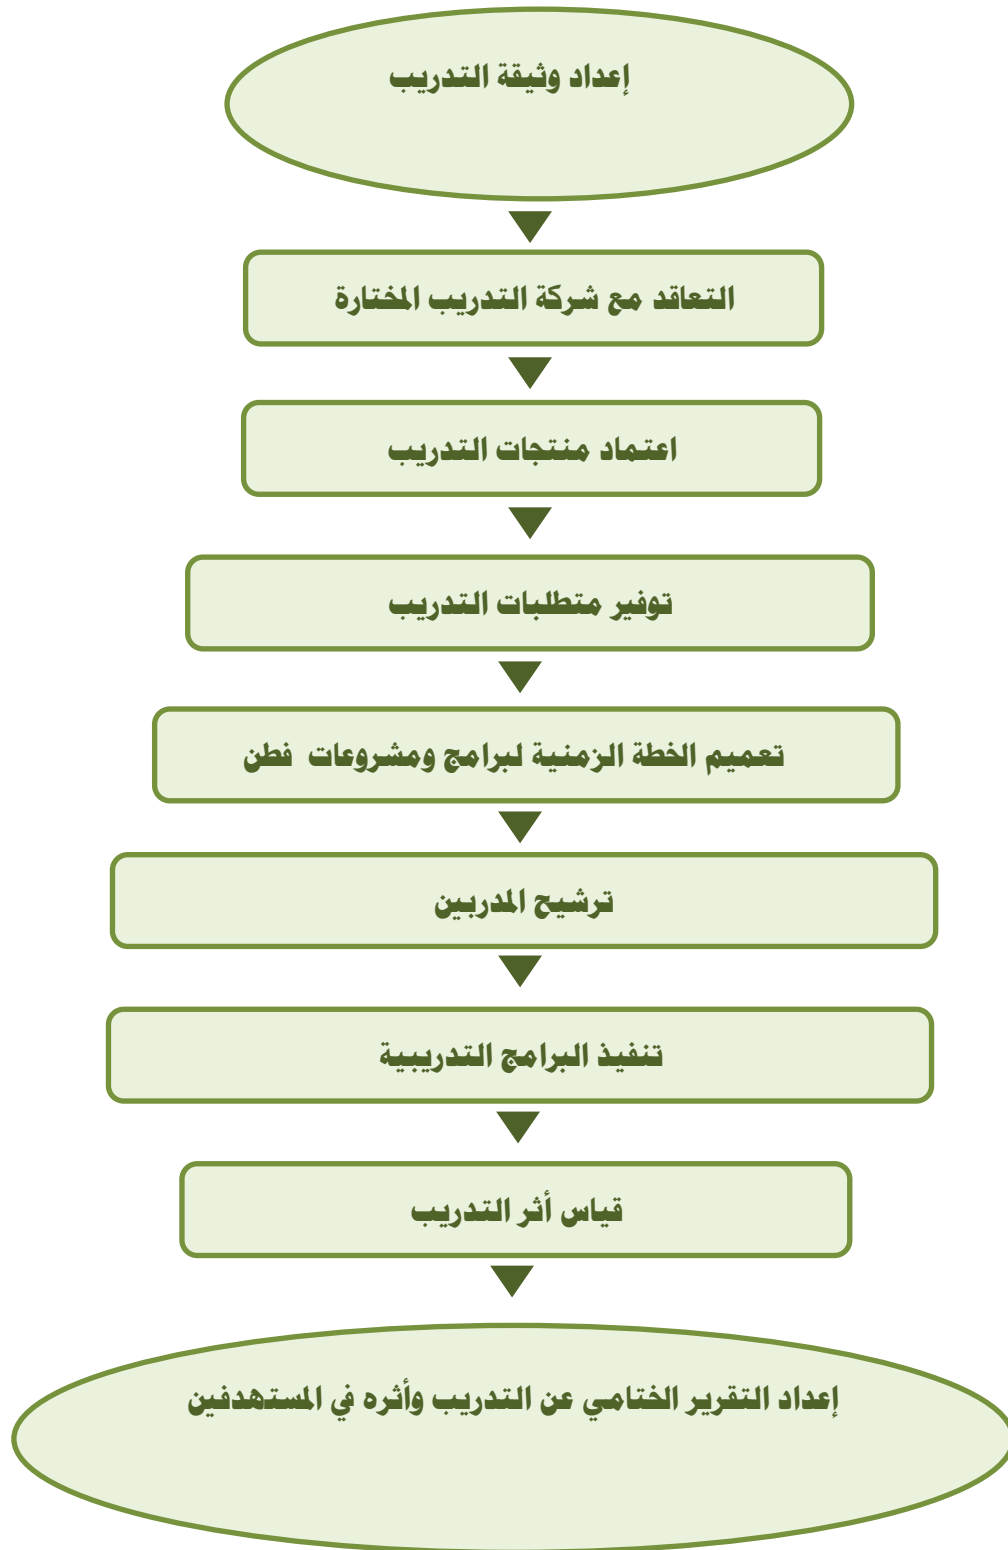 إعداد وثيقة التدريب
التعاقد مع شركة التدريب المختارة
اعتماد منتجات التدريب
توفير متطلبات التدريب
تعميم الخطة الزمنية لبرامج ومشروعات فطن
ترشيح المدربين
تنفيذ البرامج التدريبية
قياس أثر التدريب
إعداد التقرير الختامي عن التدريب وأثره في المستهدفين